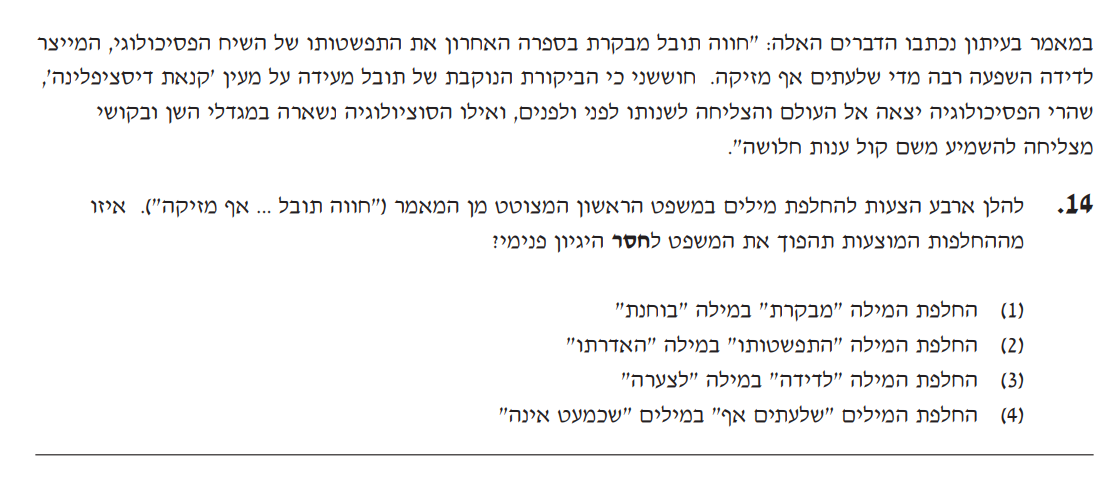 במאמר בעיתון נכתבו הדברים האלה: "חווה תובל מבקרת בספרה האחרון את התפשטותו של השיח הפסיכולוגי, המייצר
לדידה השפעה רבה מדי שלעתים אף מזיקה. חוששני כי הביקורת הנוקבת של תובל מעידה על מעין 'קנאת דיסציפלינה',
שהרי הפסיכולוגיה יצאה אל העולם והצליחה לשנותו לפני ולפנים, ואילו הסוציולוגיה נשארה במגדלי השן ובקושי
מצליחה להשמיע משם קול ענות חלושה".
14. להלן ארבע הצעות להחלפת מילים במשפט הראשון המצוטט מן המאמר ("חווה תובל ... אף מזיקה"). איזו
מההחלפות המוצעות תהפוך את המשפט לחסר היגיון פנימי?
(1) החלפת המילה "מבקרת" במילה "בוחנת"
(2) החלפת המילה "התפשטותו" במילה "האדרתו"
(3) החלפת המילה "לדידה" במילה "לצערה"
(4) החלפת המילים "שלעתים אף" במילים "שכמעט אינה"